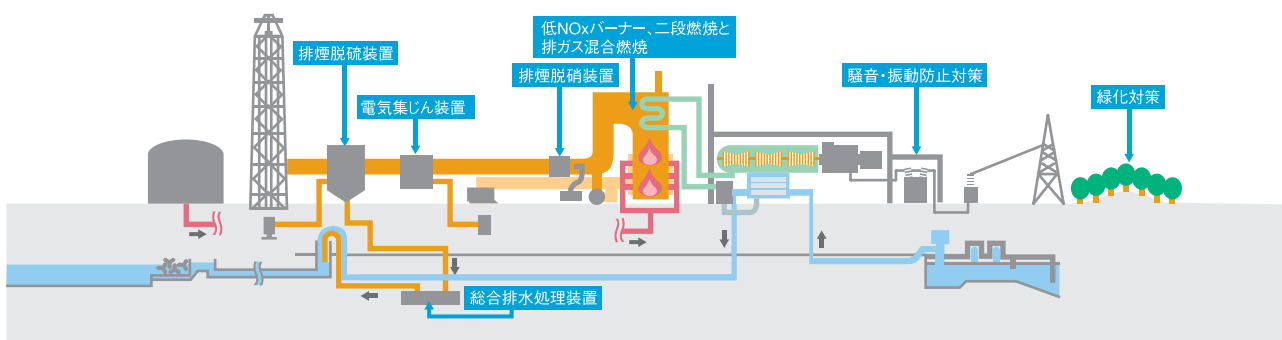 低NOxバーナー、二段燃焼と
排ガス混合燃焼
排煙脱硫装置
排煙脱硝装置
騒音・振動防止対策
緑化対策
電気集じん装置
総合排水処理装置